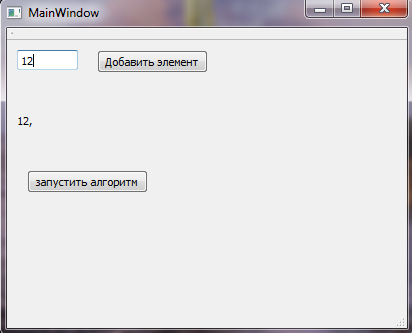 MainWindow
12
Добавить элемент
12,
запустить алгоритм